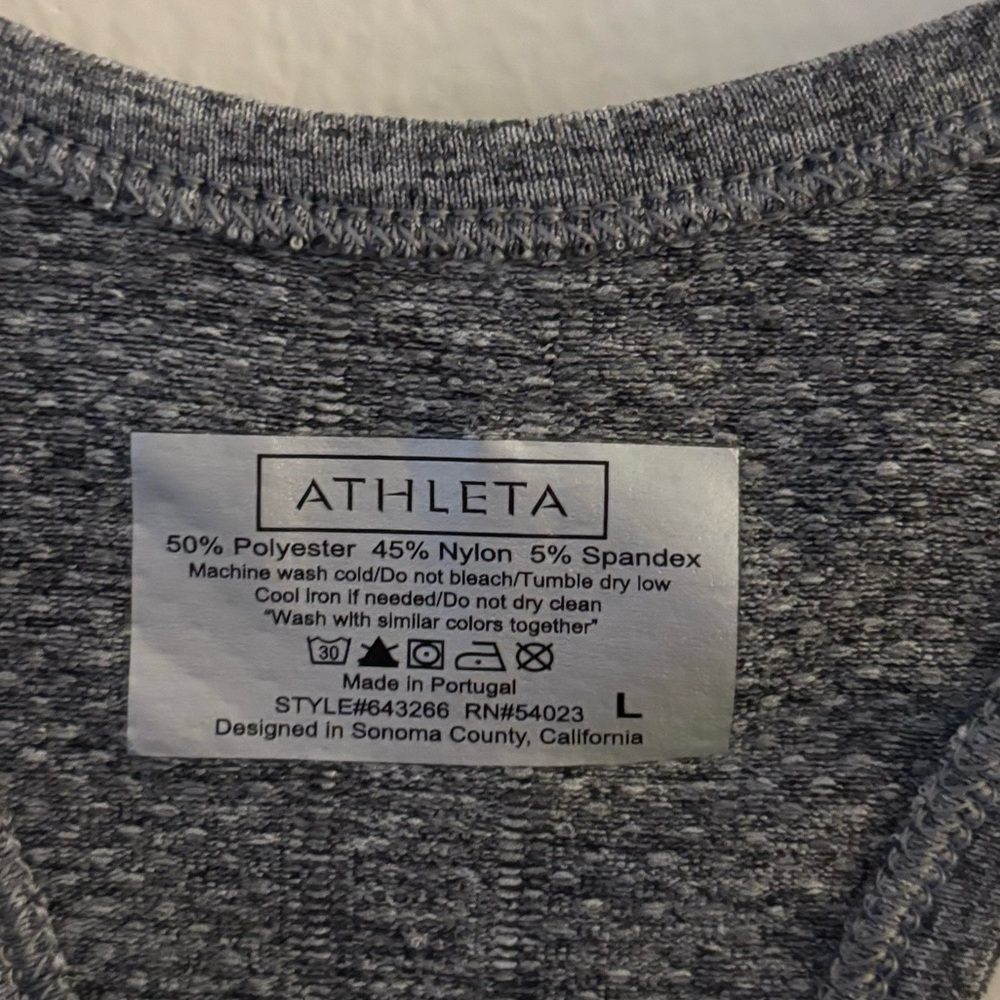 ATHLETA
50% Polyester 45% Nylon 5% Spandex
Machine wash cold/Do not bleach/Tumble dry low
Cool Iron if needed/Do not dry clean
"Wash with similar colors together"
30
Made in Portugal
STYLE#643266 RN#54023 L
Designed in Sonoma County, California